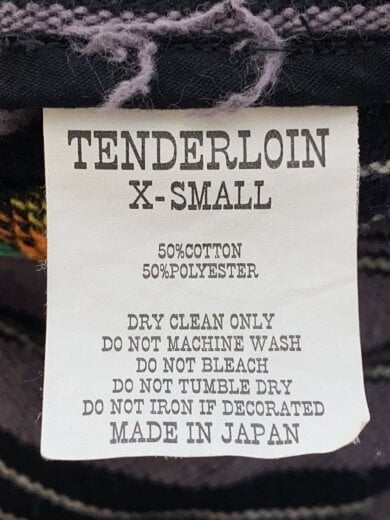 TENDERLOIN
X-SMALL
50%COTTON
50%POLYESTER
DRY CLEAN ONLY
DO NOT MACHINE WASH
DO NOT BLEACH
DO NOT TUMBLE DRY
DO NOT IRON IF DECORATED
MADE IN JAPAN